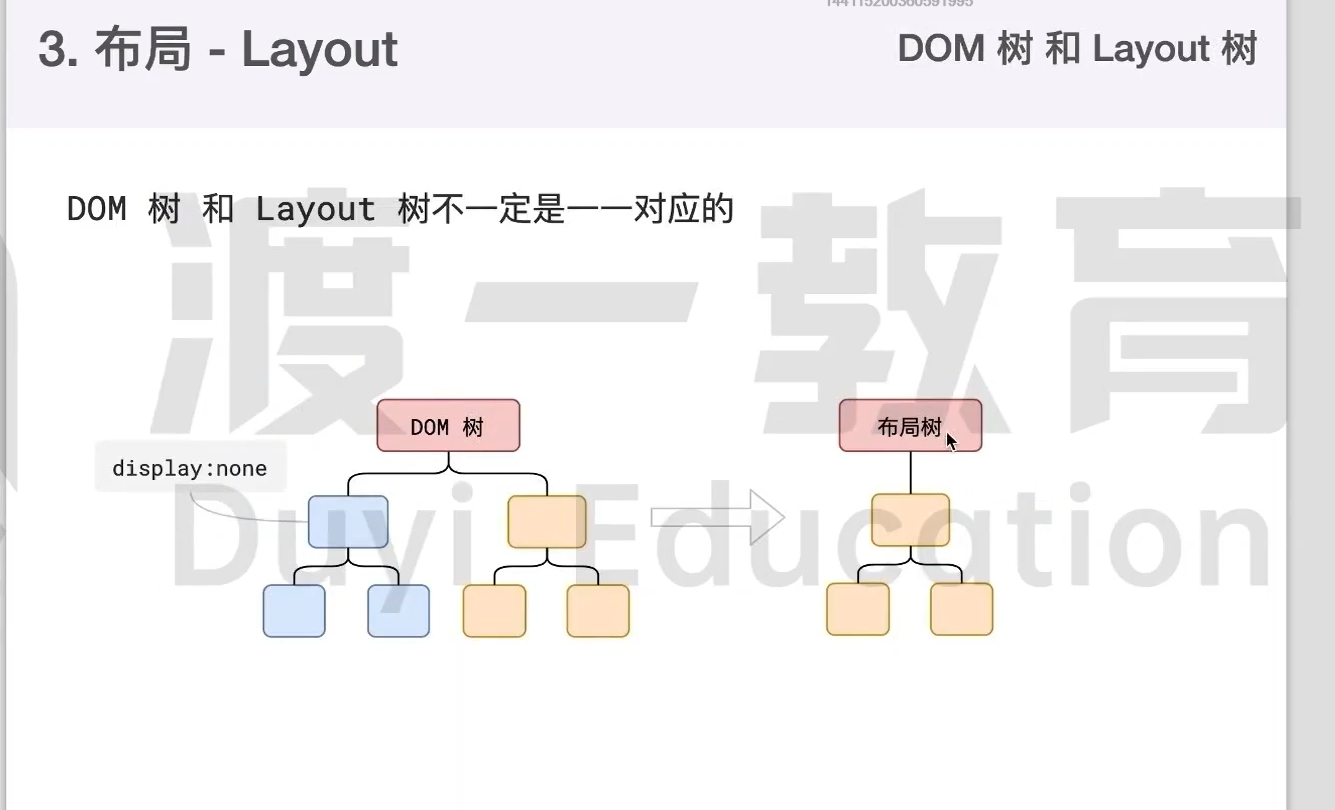 3. 布局 - Layout
DOM 树 和 Layout 树
DOM 树 和 Layout 树不一定是一一对应的
渡一教育
DOM 树
布局树
display:none
Duyi Education